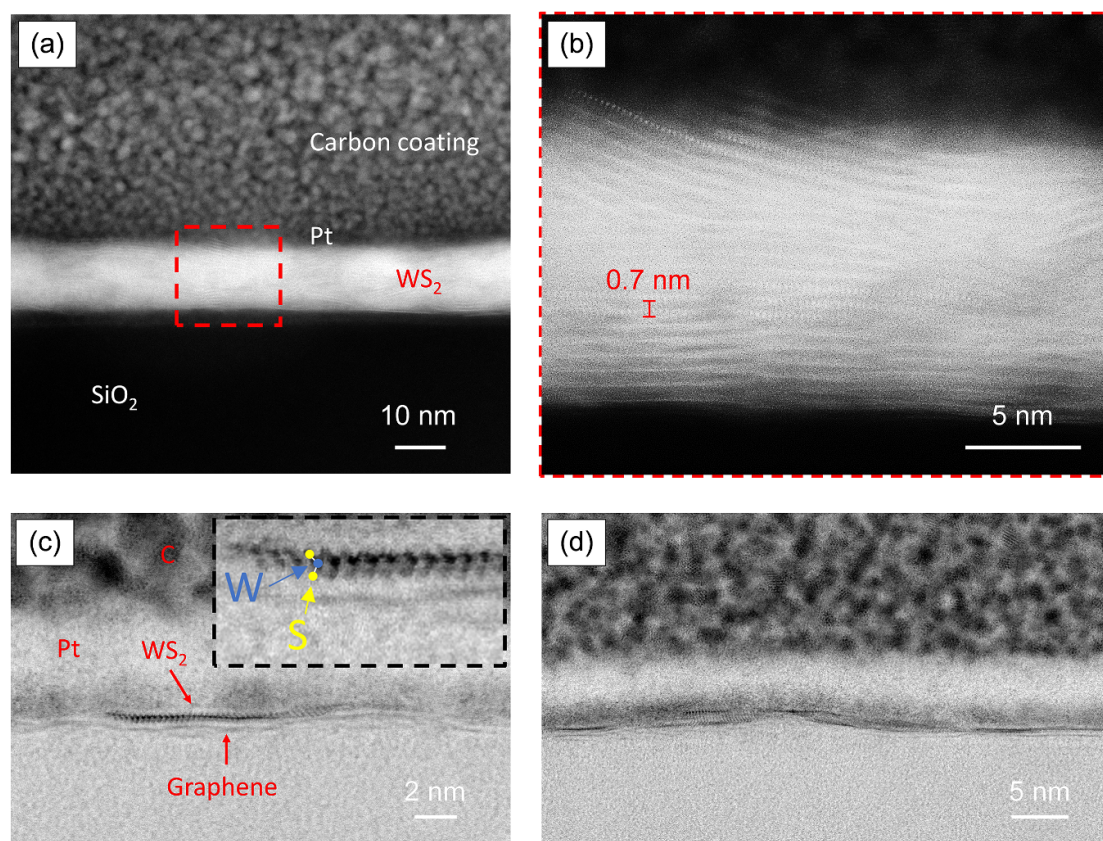 (a)
Carbon coating
Pt
WS₂
SiO₂
10 nm
(b)
0.7 nm
5 nm
(c)
C
W
S
Pt
WS₂
Graphene
2 nm
(d)
5 nm